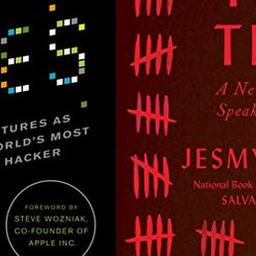 ES
TURES AS
ORLD'S MOST
HACKER
FOREWORD BY
STEVE WOZNIAK,
CO-FOUNDER OF
APPLE INC.
A Ne
Speak
JESMY
National Book
SALVA